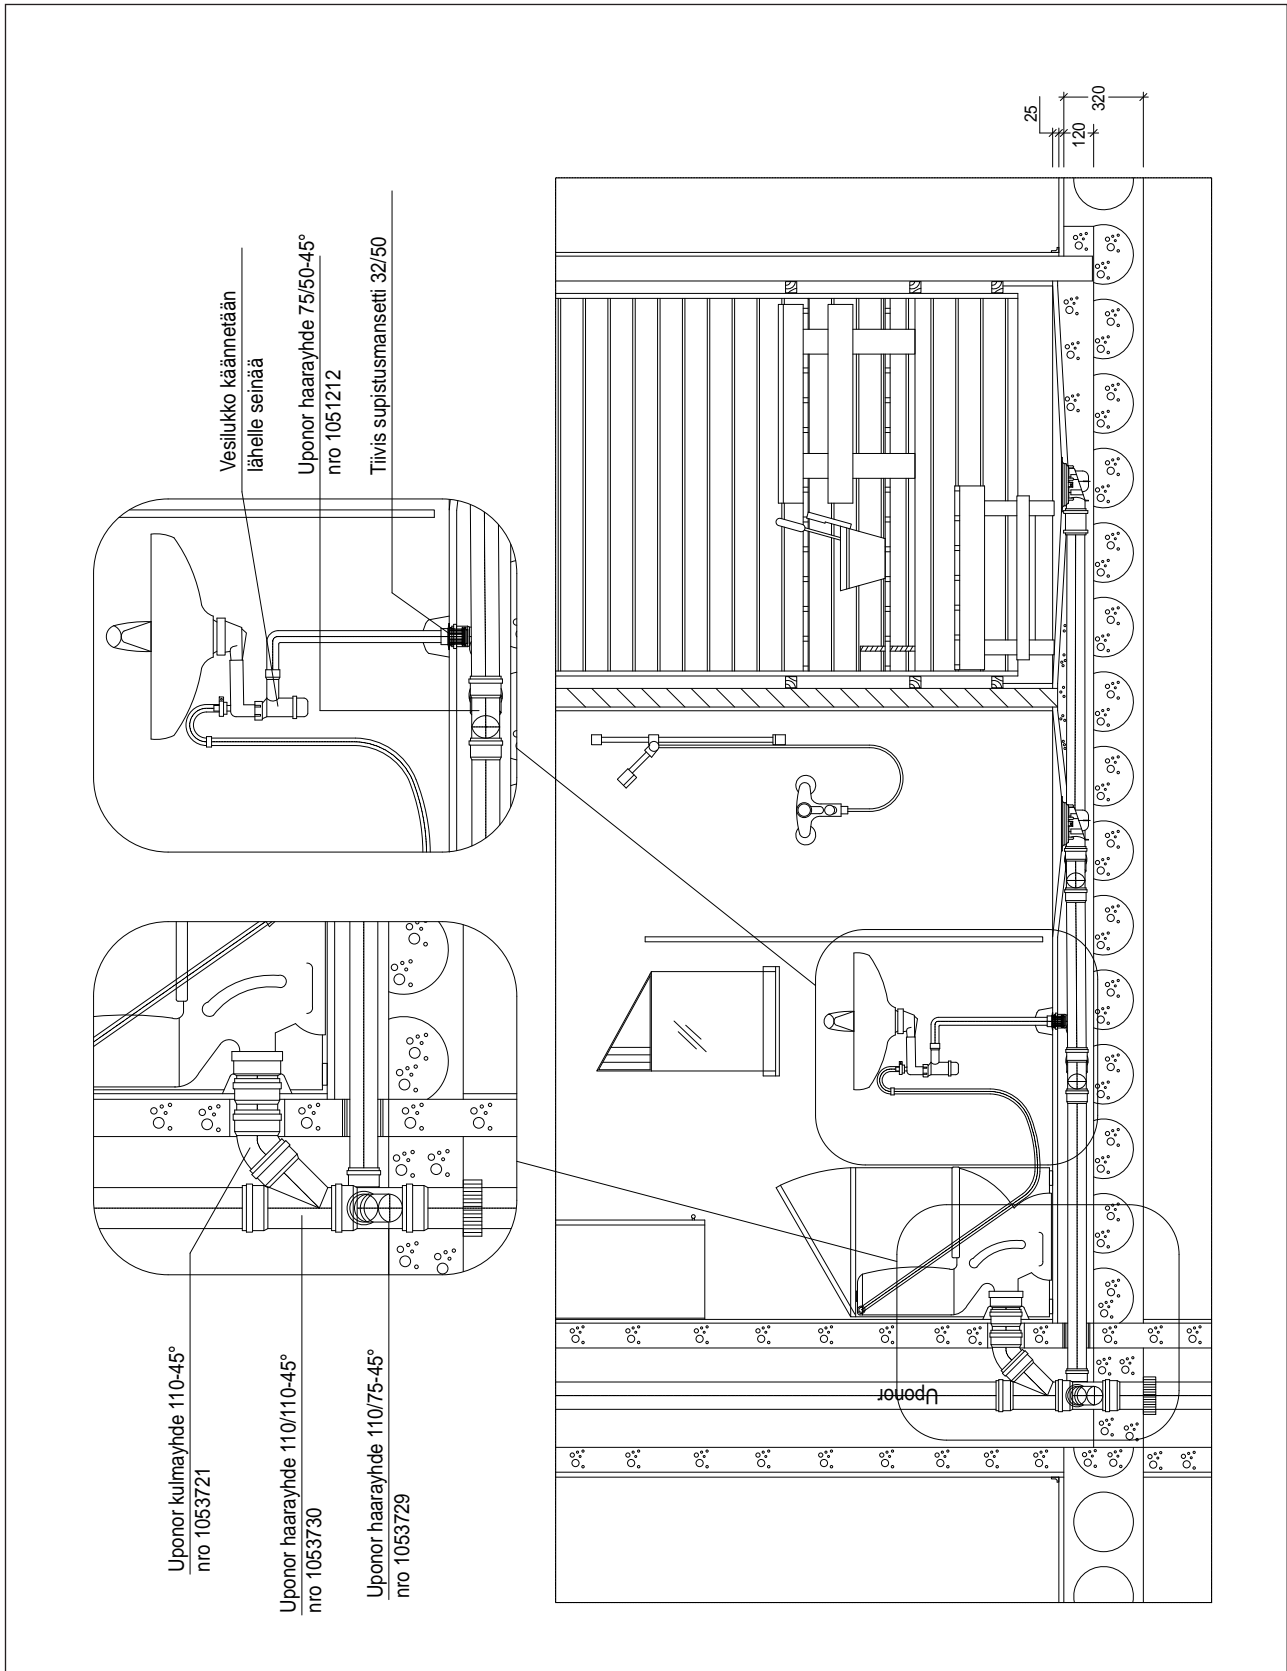 Vesilukko käännetään
lähelle seinää
Uponor haarayhde 75/50-45°
nro 1051212
Tiivis supistusmansetti 32/50
Uponor kulmayhde 110-45°
nro 1053721
Uponor haarayhde 110/110-45°
nro 1053730
Uponor haarayhde 110/75-45°
nro 1053729
25
120
320
Uponor